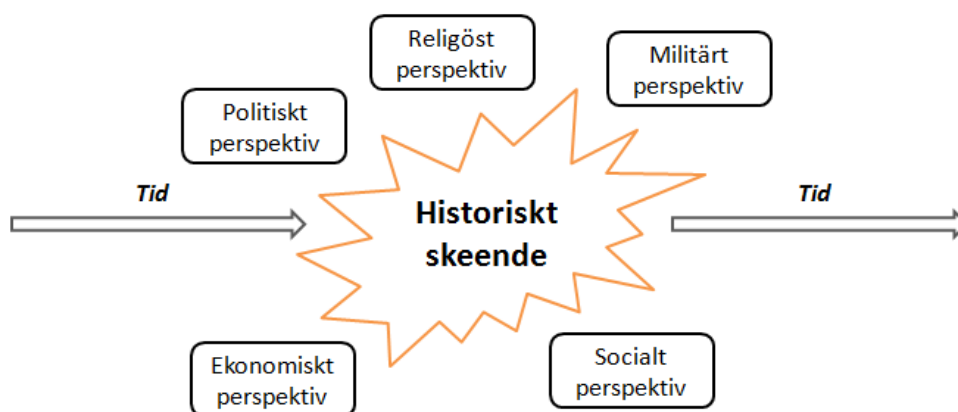 Religöst
perspektiv
Militärt
perspektiv
Politiskt
perspektiv
Tid
Historiskt
skeende
Tid
Ekonomiskt
perspektiv
Socialt
perspektiv